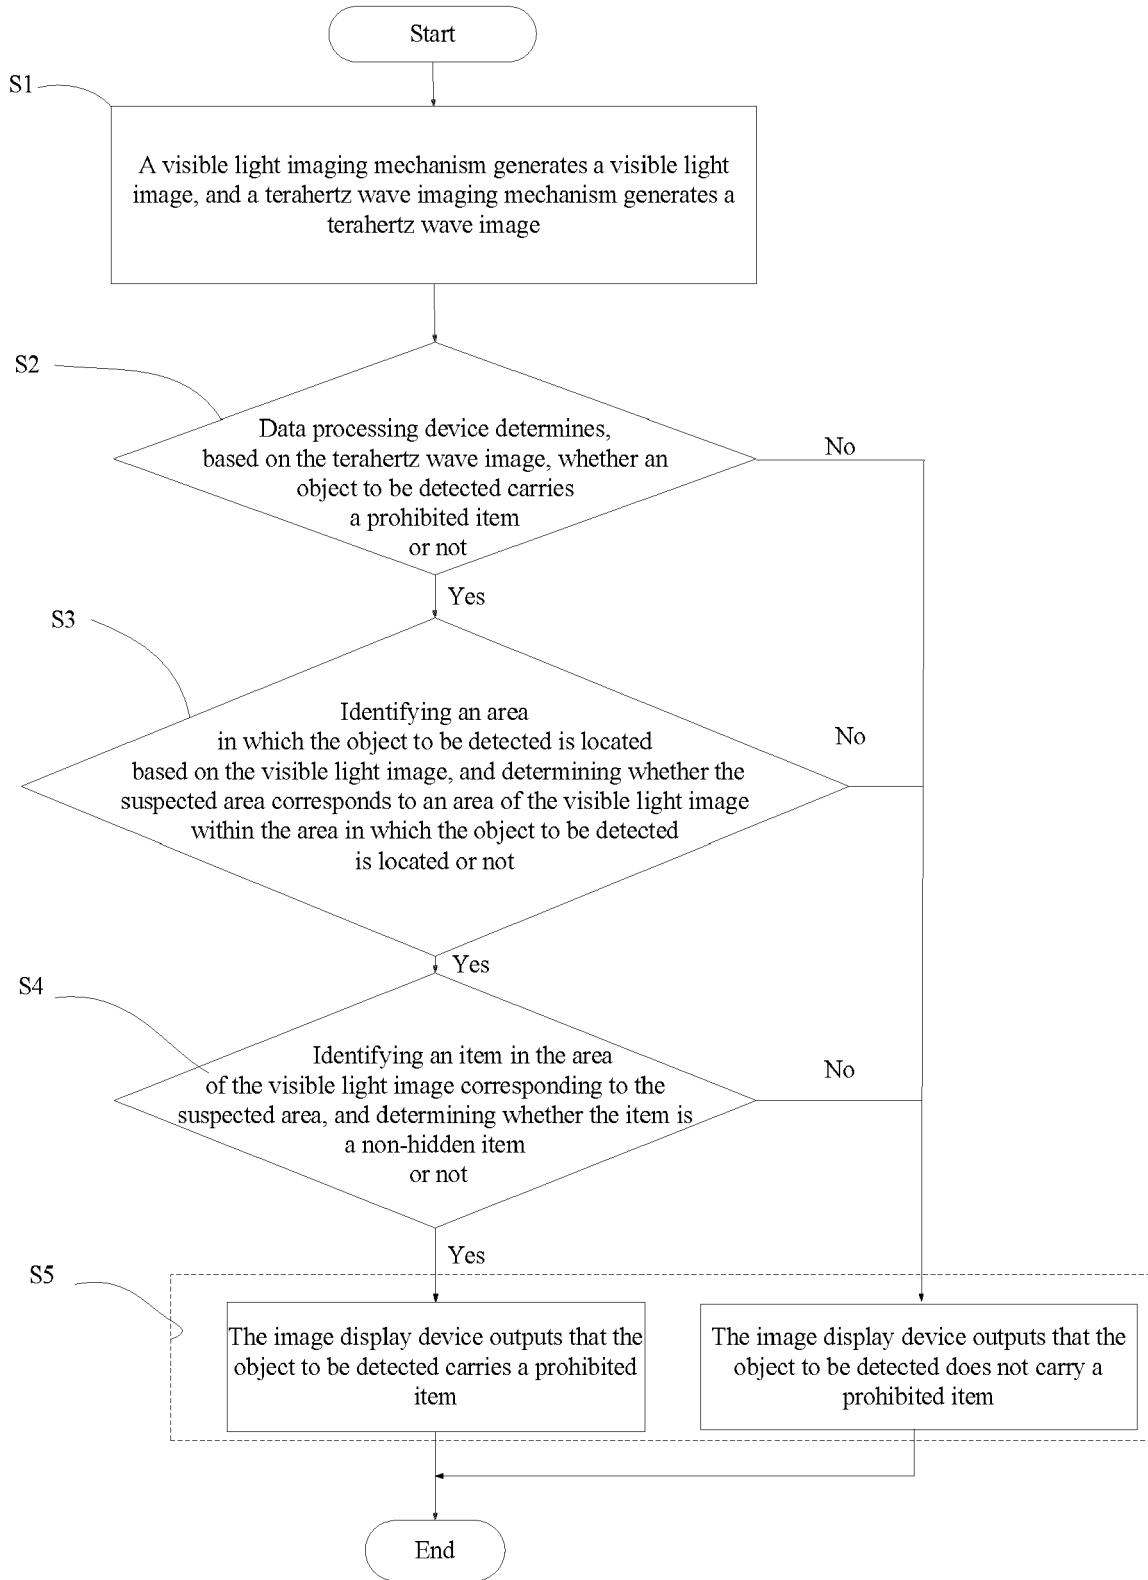 Start
S1
A visible light imaging mechanism generates a visible light
image, and a terahertz wave imaging mechanism generates a
terahertz wave image
S2
Data processing device determines,
based on the terahertz wave image, whether an
object to be detected carries
a prohibited item
or not
No
Yes
S3
Identifying an area
in which the object to be detected is located
based on the visible light image, and determining whether the
suspected area corresponds to an area of the visible light image
within the area in which the object to be detected
is located or not
No
Yes
S4
Identifying an item in the area
of the visible light image corresponding to the
suspected area, and determining whether the item is
a non-hidden item
or not
No
Yes
S5
The image display device outputs that the
object to be detected carries a prohibited
item
The image display device outputs that the
object to be detected does not carry a
prohibited item
End